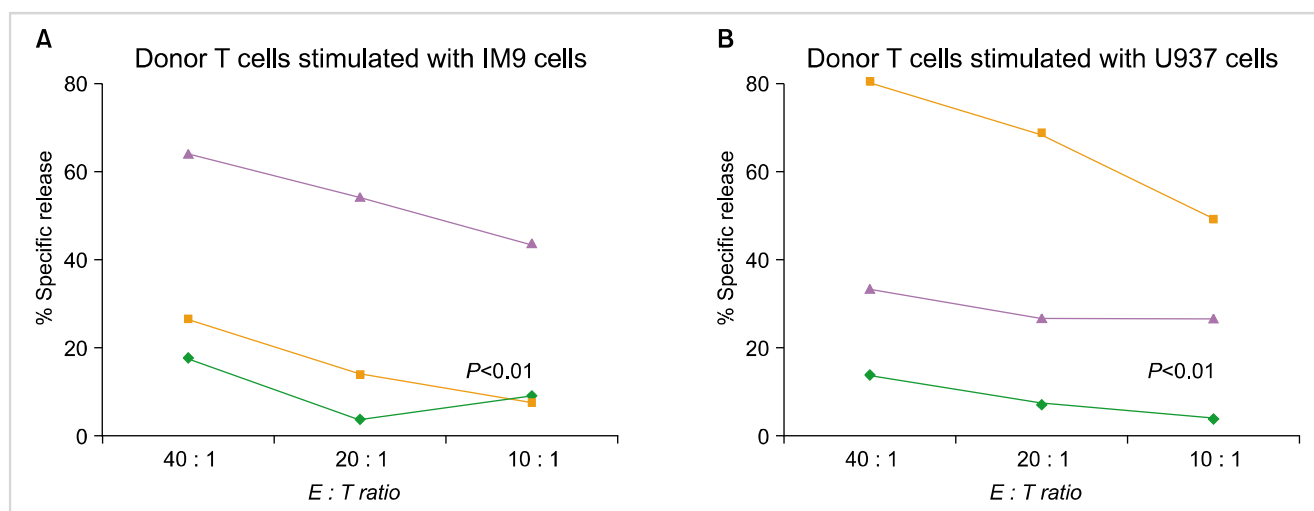 A
Donor T cells stimulated with IM9 cells
80
60
40
20
0
% Specific release
P<0.01
40 : 1
20 : 1
10 : 1
E : T ratio
B
Donor T cells stimulated with U937 cells
80
60
40
20
0
% Specific release
P<0.01
40 : 1
20 : 1
10 : 1
E : T ratio